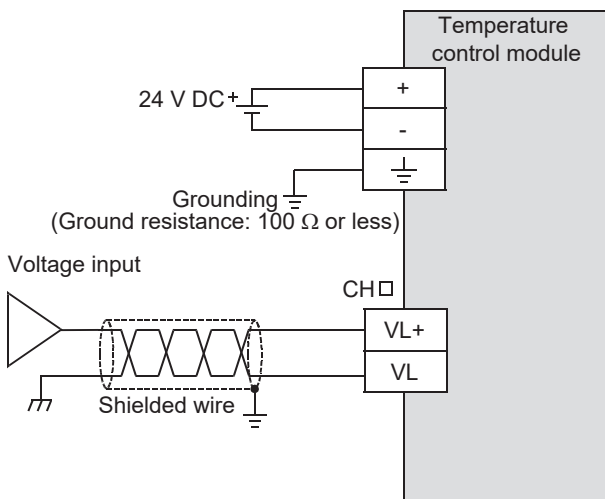 Temperature
control module
24 V DC +
+
-
Grounding
(Ground resistance: 100 Ω or less)
Voltage input
CH□
VL+
VL
Shielded wire